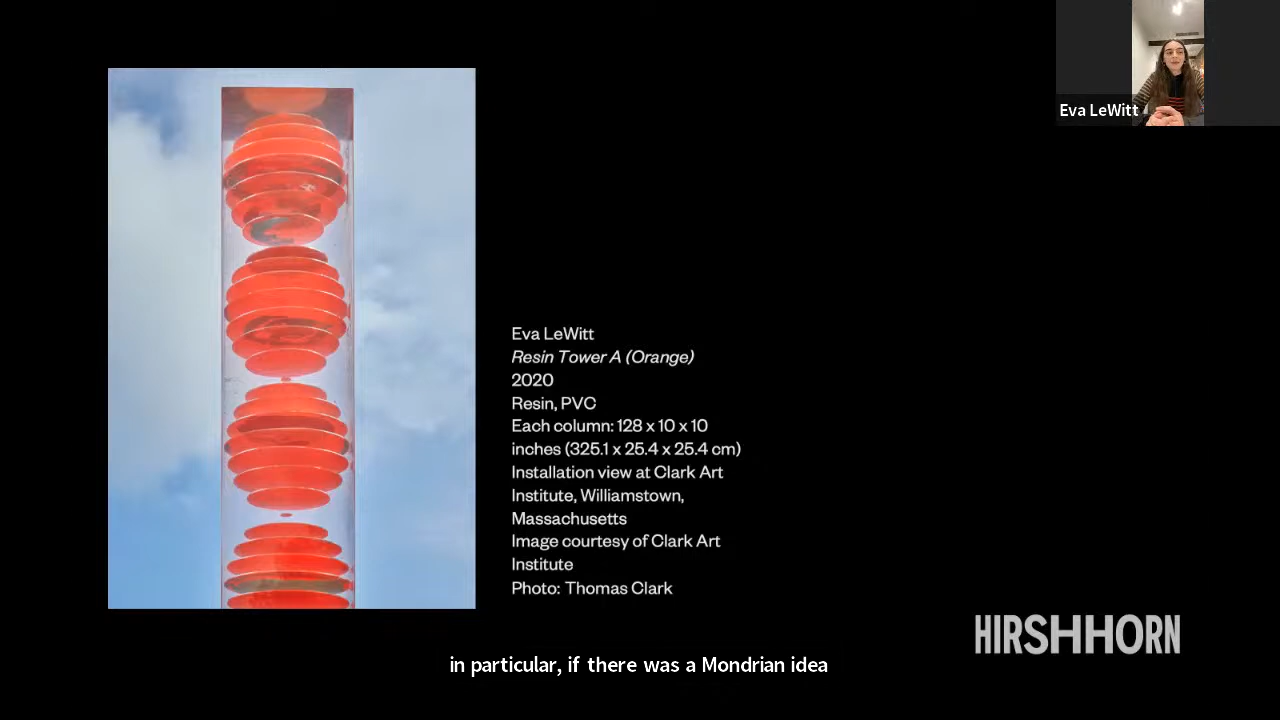 Eva LeWitt
Eva LeWitt
Resin Tower A (Orange)
2020
Resin, PVC
Each column: 128 x 10 x 10
inches (325.1 x 25.4 x 25.4 cm)
Installation view at Clark Art
Institute, Williamstown,
Massachusetts
Image courtesy of Clark Art
Institute
Photo: Thomas Clark
HIRSHHORN
in particular, if there was a Mondrian idea